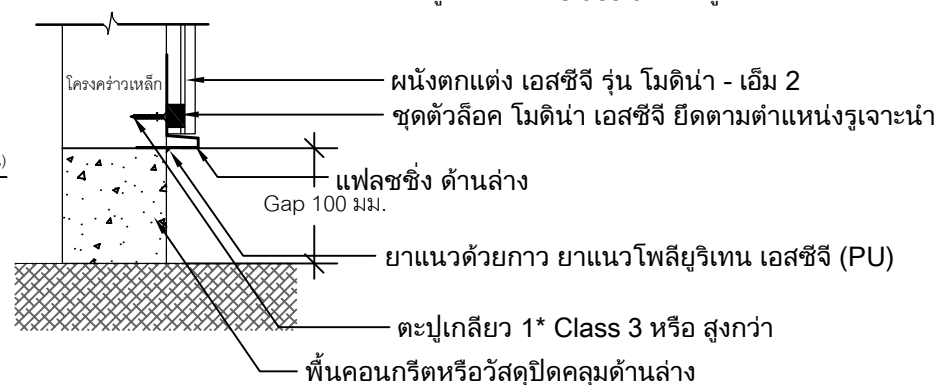 โครงคร่าวเหล็ก
ผนังตกแต่ง เอสซีจี รุ่น โมดิน่า - เอ็ม 2
ชุดตัวล็อค โมดิน่า เอสซีจี ยึดตามตำแหน่งรูเจาะนำ
แฟลชชิ่ง ด้านล่าง
Gap 100 มม.
ยาแนวด้วยกาว ยาแนวโพลียูริเทน เอสซีจี (PU)
ตะปูเกลียว 1* Class 3 หรือ สูงกว่า
พื้นคอนกรีตหรือวัสดุปิดคลุมด้านล่าง